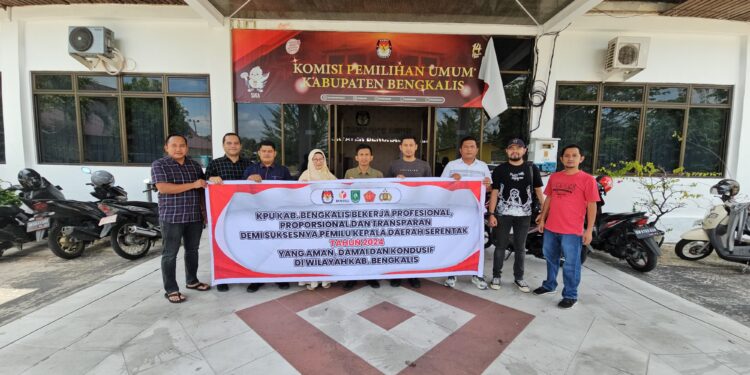 KOMISI PEMILIHAN UMUM
KABUPATEN BENGKALIS
KPU KAB. BENGKALIS BEKERJA PROFESIONAL,
PROPORSIONAL DAN TRANSPARAN
DEMI SUKSESNYA PEMILU KEPALA DAERAH SERENTAK
TAHUN 2024
YANG AMAN, DAMAI DAN KONDUSIF
DI WILAYAH KAB. BENGKALIS